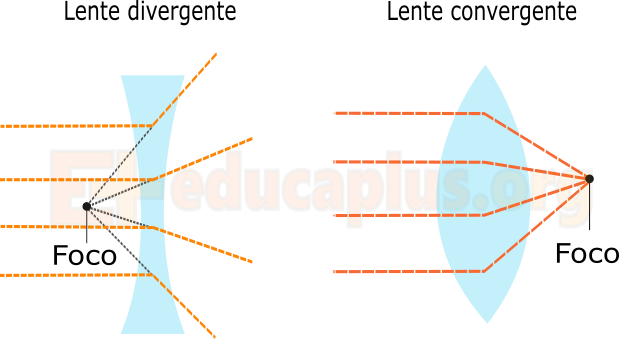 Lente divergente
Lente convergente
educaplus.org
Foco
Foco